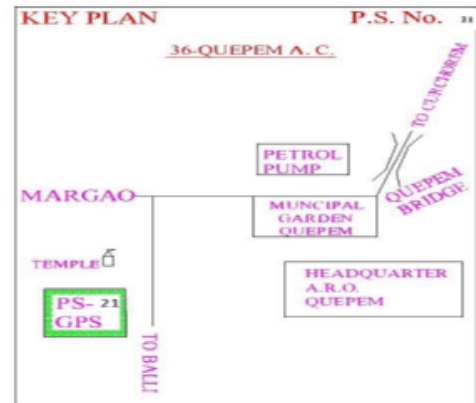 KEY PLAN P.S. No. 21
36-QUEPEM A. C.
TO CURCHOREM
PETROL
PUMP
QUEPEM
BRIDGE
MARGAO
MUNCIPAL
GARDEN
QUEPEM
TEMPLE
HEADQUARTER
A.R.O.
QUEPEM
PS- 21
GPS
TO BALLI